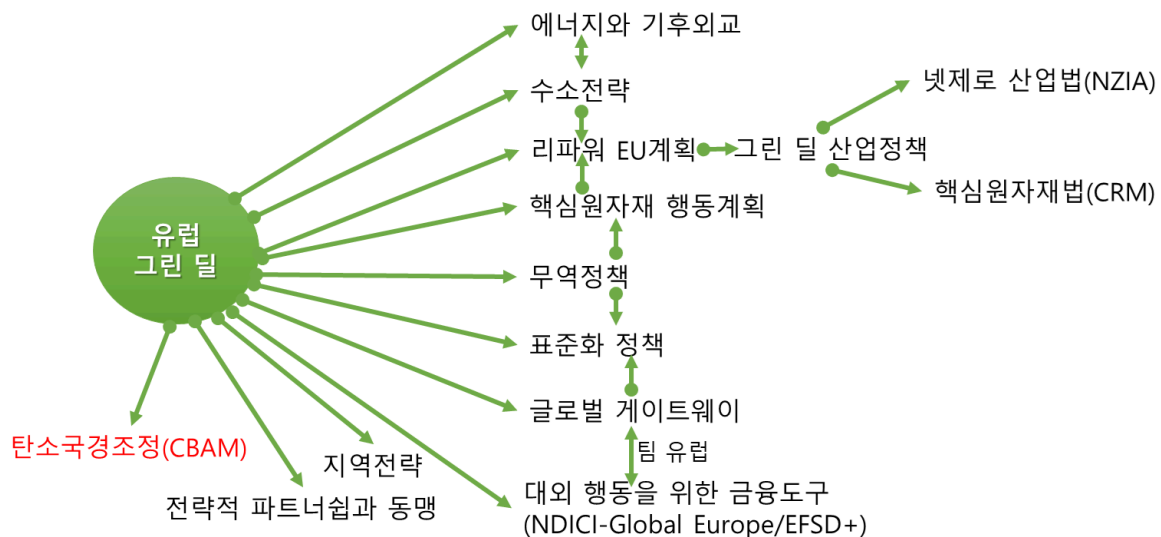 에너지와 기후외교
수소전략
넷제로 산업법(NZIA)
리파워 EU계획
그린 딜 산업정책
핵심원자재법(CRM)
핵심원자재 행동계획
유럽
그린 딜
무역정책
표준화 정책
글로벌 게이트웨이
탄소국경조정(CBAM)
팀 유럽
지역전략
전략적 파트너쉽과 동맹
대외 행동을 위한 금융도구
(NDICI-Global Europe/EFSD+)